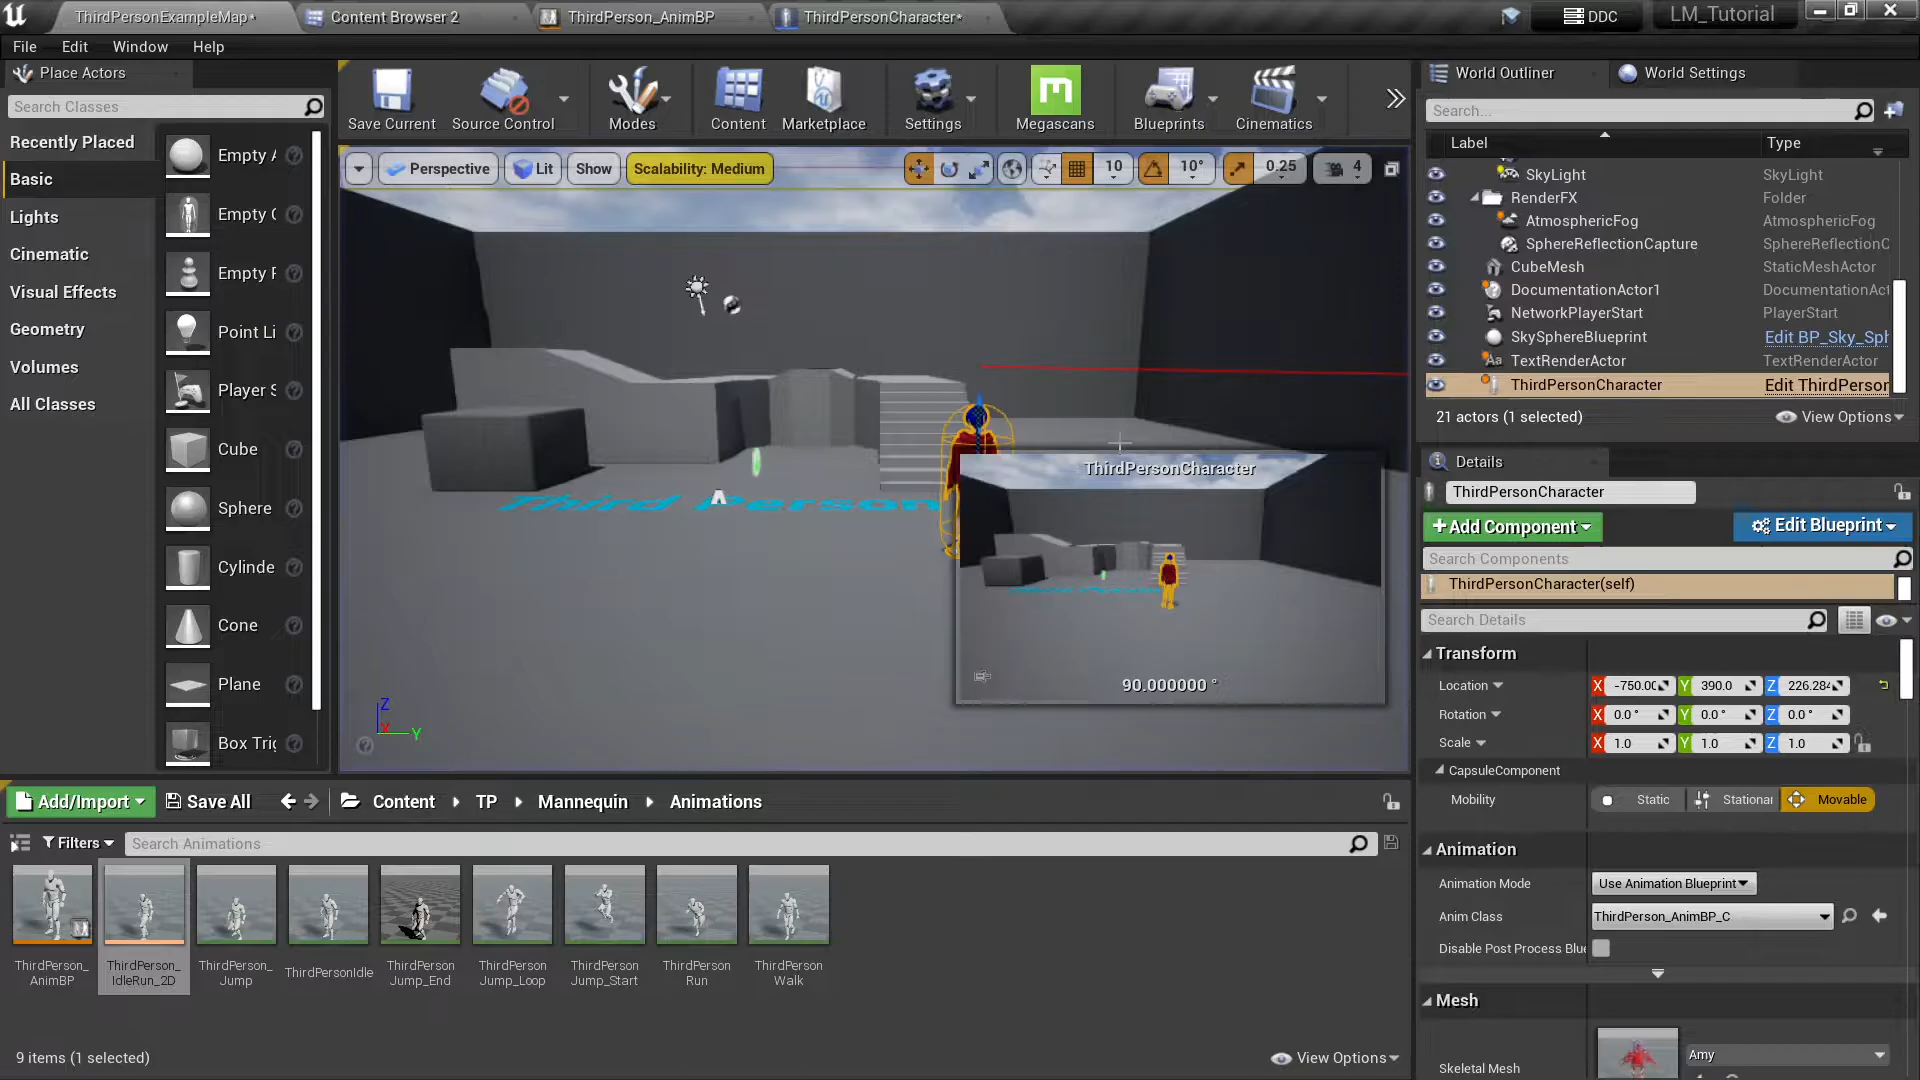 ThirdPersonExampleMap*
Content Browser 2
ThirdPerson_AnimBP
ThirdPersonCharacter*
DDC
LM_Tutorial
File Edit Window Help
Place Actors
Search Classes
Recently Placed
Basic
Lights
Cinematic
Visual Effects
Geometry
Volumes
All Classes
Empty A
Empty C
Empty P
Point Li
Player S
Cube
Sphere
Cylinde
Cone
Plane
Box Trig
Save Current
Source Control
Modes
Content
Marketplace
Settings
Megascans
Blueprints
Cinematics
Perspective
Lit
Show
Scalability: Medium
10
10°
0.25
4
Third Person
ThirdPersonCharacter
90.000000 °
Z
X
Y
World Outliner
World Settings
Search...
Label Type
SkyLight SkyLight
RenderFX Folder
AtmosphericFog AtmosphericFog
SphereReflectionCapture SphereReflectionC
CubeMesh StaticMeshActor
DocumentationActor1 DocumentationAct
NetworkPlayerStart PlayerStart
SkySphereBlueprint Edit BP_Sky_Sph
Aa TextRenderActor TextRenderActor
ThirdPersonCharacter Edit ThirdPerson
21 actors (1 selected)
View Options
Details
ThirdPersonCharacter
+Add Component
Edit Blueprint
Search Components
ThirdPersonCharacter(self)
Search Details
Transform
Location X -750.00 Y 390.0 Z 226.284
Rotation X 0.0 ° Y 0.0 ° Z 0.0 °
Scale X 1.0 Y 1.0 Z 1.0
CapsuleComponent
Mobility Static Stationar Movable
Animation
Animation Mode Use Animation Blueprint
Anim Class ThirdPerson_AnimBP_C
Disable Post Process Blue
Mesh
Skeletal Mesh Amy
Add/Import
Save All
Content
TP
Mannequin
Animations
Filters
Search Animations
ThirdPerson_
AnimBP
ThirdPerson_
IdleRun_2D
ThirdPerson_
Jump
ThirdPersonIdle
ThirdPerson
Jump_End
ThirdPerson
Jump_Loop
ThirdPerson
Jump_Start
ThirdPerson
Run
ThirdPerson
Walk
9 items (1 selected)
View Options